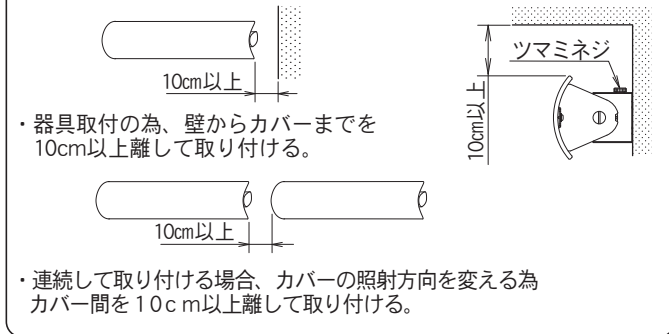 10cm以上
ツマミネジ
10cm以上
・器具取付の為、壁からカバーまでを
10cm以上離して取り付ける。
10cm以上
・連続して取り付ける場合、カバーの照射方向を変える為
カバー間を10cm以上離して取り付ける。